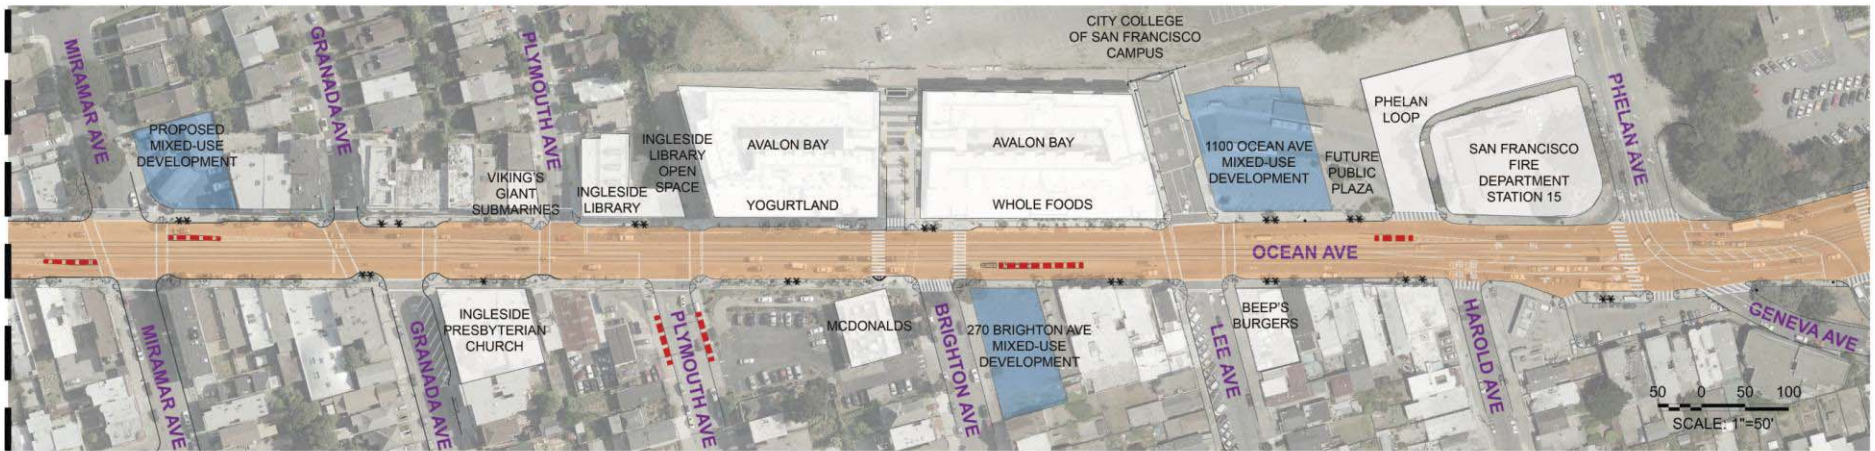 CITY COLLEGE
OF SAN FRANCISCO
CAMPUS
MIRAMAR AVE
GRANADA AVE
PLYMOUTH AVE
PHELAN AVE
PROPOSED
MIXED-USE
DEVELOPMENT
VIKING'S
GIANT
SUBMARINES
INGLESIDE
LIBRARY
INGLESIDE
LIBRARY
OPEN
SPACE
AVALON BAY
YOGURTLAND
AVALON BAY
WHOLE FOODS
1100 OCEAN AVE
MIXED-USE
DEVELOPMENT
FUTURE
PUBLIC
PLAZA
PHELAN
LOOP
SAN FRANCISCO
FIRE
DEPARTMENT
STATION 15
OCEAN AVE
MIRAMAR AVE
GRANADA AVE
INGLESIDE
PRESBYTERIAN
CHURCH
PLYMOUTH AVE
MCDONALDS
BRIGHTON AVE
270 BRIGHTON AVE
MIXED-USE
DEVELOPMENT
LEE AVE
BEEP'S
BURGERS
HAROLD AVE
GENEVA AVE
50 0 50 100
SCALE: 1"=50'